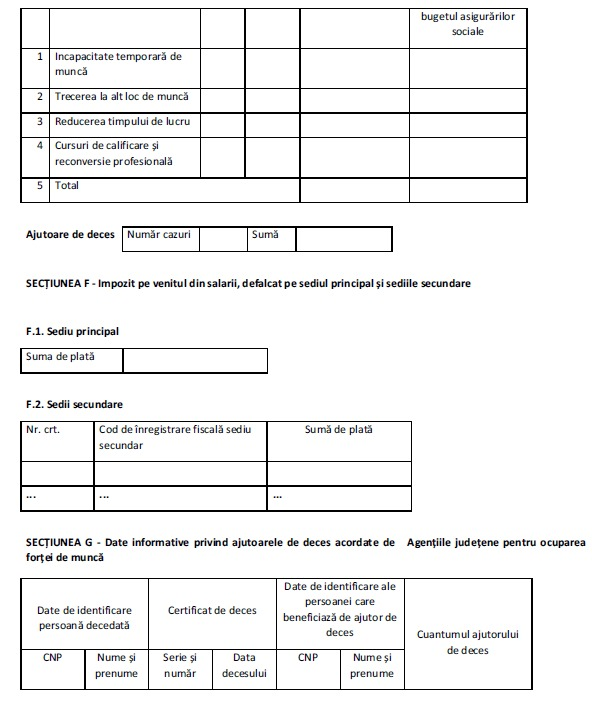 bugetul asigurărilor
sociale
1 Incapacitate temporară de
muncă
2 Trecerea la alt loc de muncă
3 Reducerea timpului de lucru
4 Cursuri de calificare și
reconversie profesională
5 Total
Ajutoare de deces Număr cazuri Sumă
SECȚIUNEA F - Impozit pe venitul din salarii, defalcat pe sediul principal și sediile secundare
F.1. Sediu principal
Suma de plată
F.2. Sedii secundare
Nr. crt. Cod de înregistrare fiscală sediu Sumă de plată
secundar
... ... ...
SECȚIUNEA G - Date informative privind ajutoarele de deces acordate de Agențiile județene pentru ocuparea
forței de muncă
Date de identificare
persoană decedată
Certificat de deces
Date de identificare ale
persoanei care
beneficiază de ajutor de
deces
Cuantumul ajutorului
de deces
CNP Nume și Serie și Data CNP Nume și
prenume număr decesului prenume